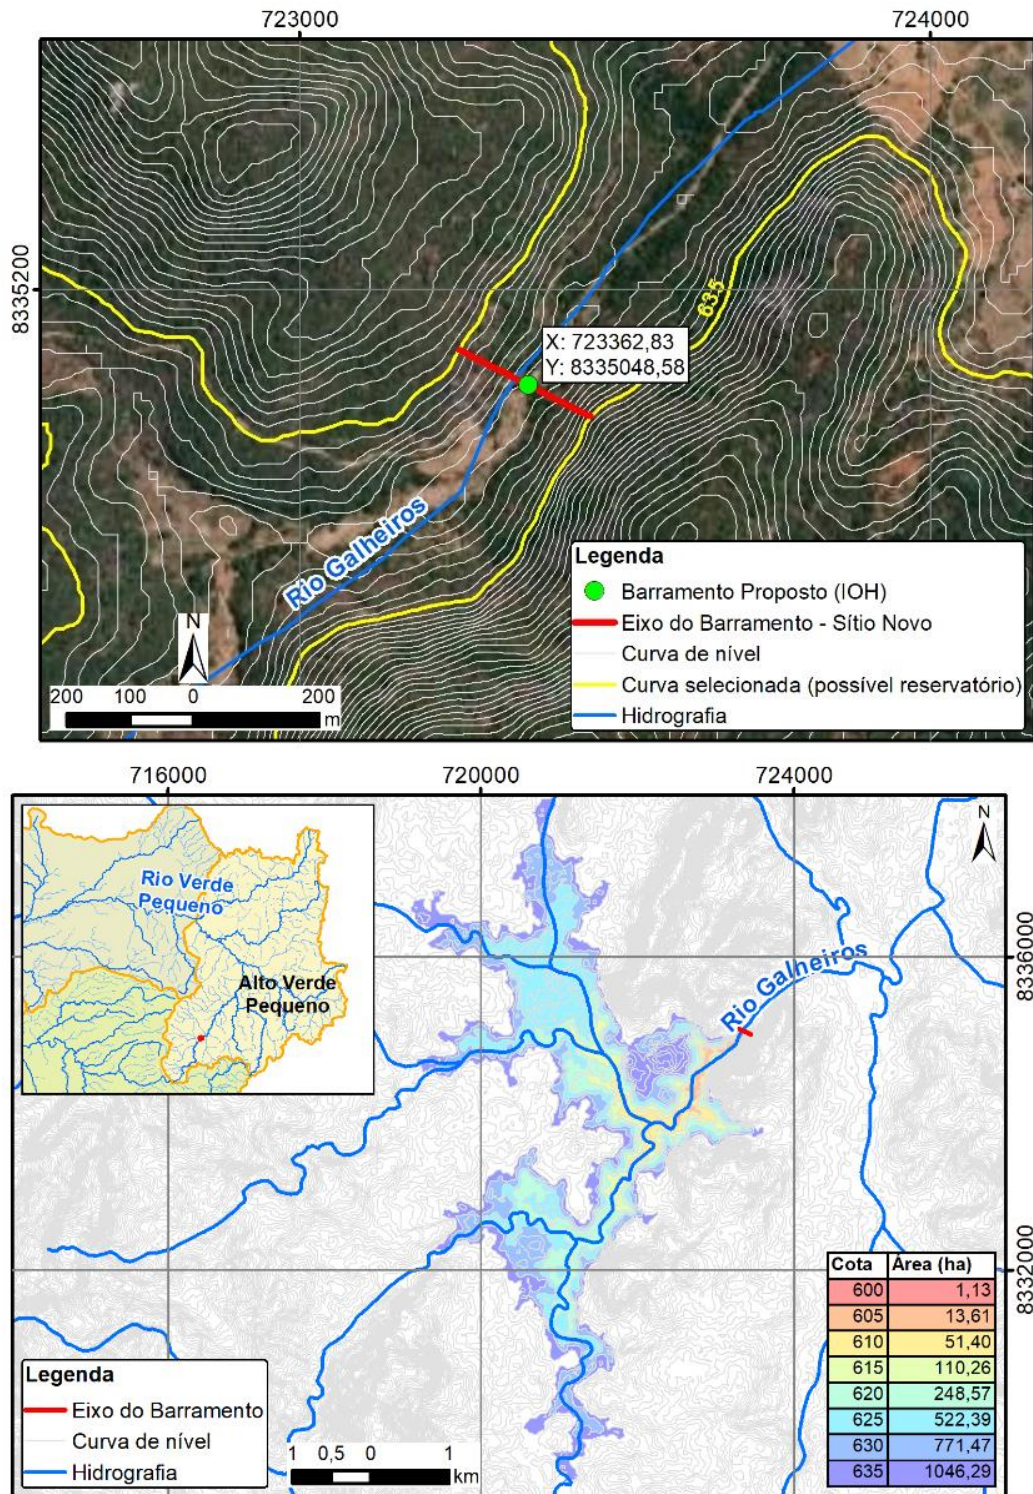 723000
724000
8335200
635
X: 723362,83
Y: 8335048,58
Rio Galheiros
N
200 100 0 200
m
Legenda
Barramento Proposto (IOH)
Eixo do Barramento - Sítio Novo
Curva de nível
Curva selecionada (possível reservatório)
Hidrografia
716000
720000
724000
Rio Verde
Pequeno
Alto Verde
Pequeno
N
Rio Galheiros
8336000
8332000
Legenda
Eixo do Barramento
Curva de nível
Hidrografia
1 0,5 0 1
km
Cota Área (ha)
600 1,13
605 13,61
610 51,40
615 110,26
620 248,57
625 522,39
630 771,47
635 1046,29